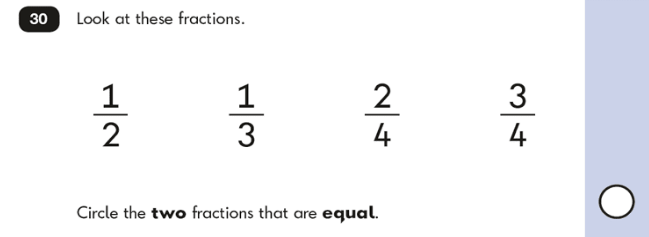 30 Look at these fractions.
1/2 1/3 2/4 3/4
Circle the two fractions that are equal.